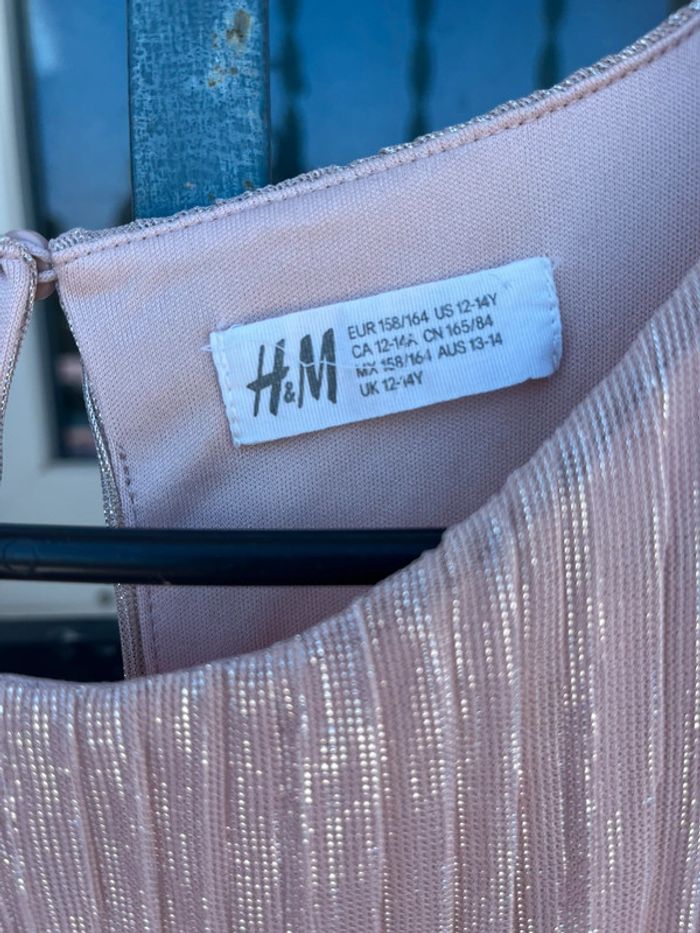 H&M
EUR 158/164 US 12-14Y
CA 12-14A CN 165/84
MX 158/164 AUS 13-14
UK 12-14Y